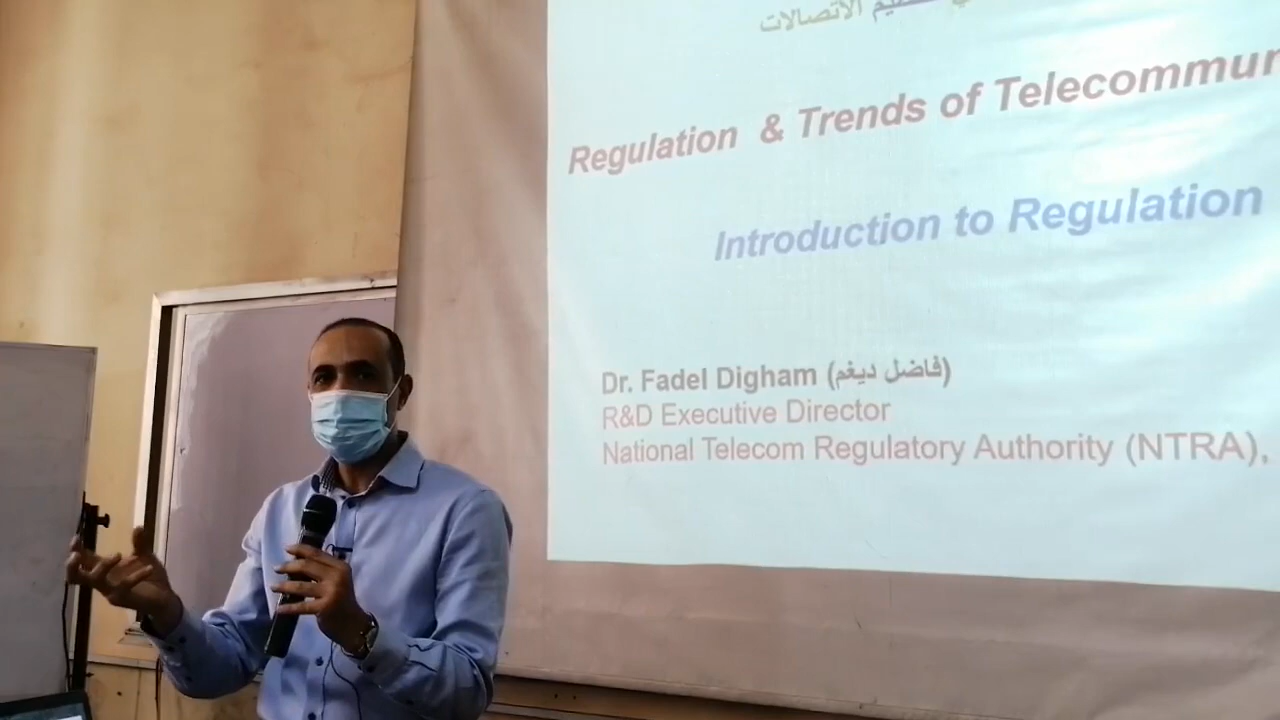 تنظيم الاتصالات
Regulation & Trends of
Introduction to Regulation
Dr. Fadel Digham (فاضل ديغم)
R&D Executive Director
National Telecom Regulatory Authority (NTRA),